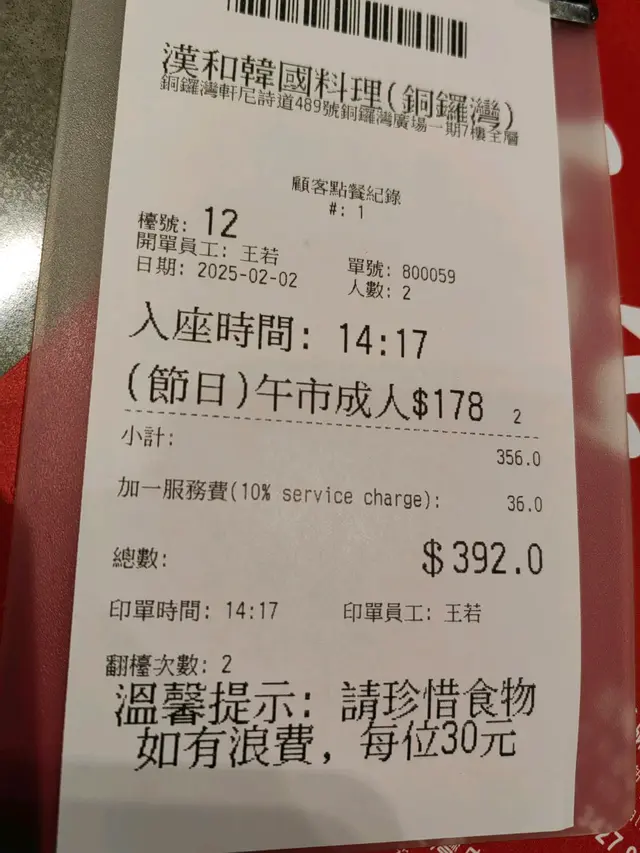 漢和韓國料理(銅鑼灣)
銅鑼灣軒尼詩道489號銅鑼灣廣場一期7樓全層
顧客點餐紀錄
#: 1
檯號: 12
開單員工: 王若
日期: 2025-02-02 單號: 800059
人數: 2
入座時間: 14:17
(節日)午市成人$178 2
小計: 356.0
加一服務費(10% service charge): 36.0
總數: $392.0
印單時間: 14:17 印單員工: 王若
翻檯次數: 2
溫馨提示: 請珍惜食物
如有浪費, 每位30元